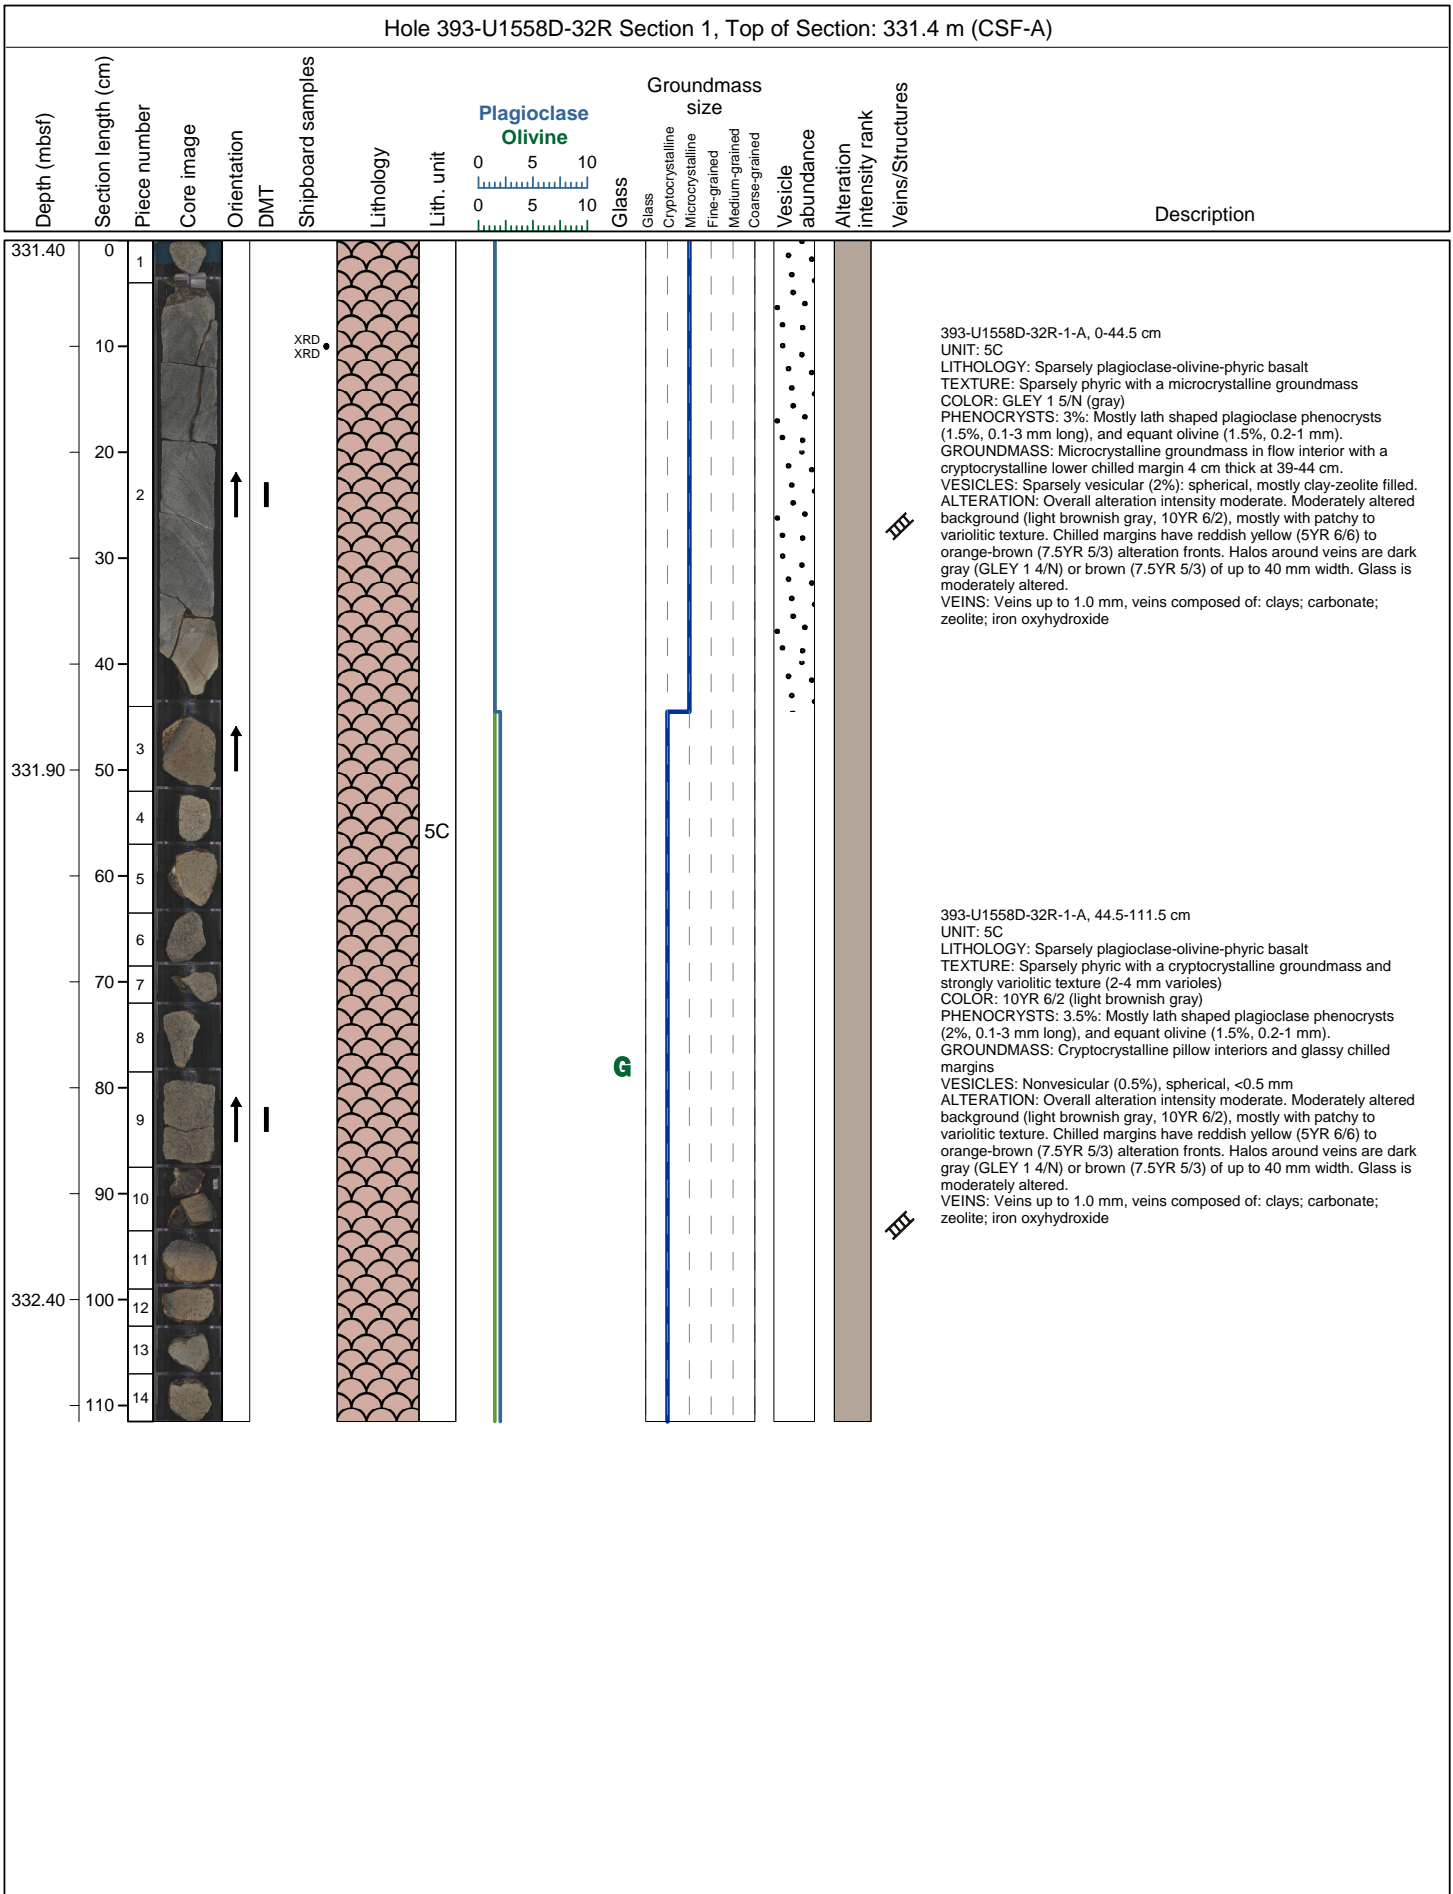 Hole 393-U1558D-32R Section 1, Top of Section: 331.4 m (CSF-A)
Depth (mbsf)
Section length (cm)
Piece number
Core image
Orientation
DMT
Shipboard samples
Lithology
Lith. unit
Plagioclase
Olivine
0 5 10
0 5 10
Glass
Groundmass
size
Glass
Cryptocrystalline
Microcrystalline
Fine-grained
Medium-grained
Coarse-grained
Vesicle
abundance
Alteration
intensity rank
Veins/Structures
Description
331.40
331.90
332.40
0
10
20
30
40
50
60
70
80
90
100
110
1
2
3
4
5
6
7
8
9
10
11
12
13
14
XRD
XRD
5C
G
393-U1558D-32R-1-A, 0-44.5 cm
UNIT: 5C
LITHOLOGY: Sparsely plagioclase-olivine-phyric basalt
TEXTURE: Sparsely phyric with a microcrystalline groundmass
COLOR: GLEY 1 5/N (gray)
PHENOCRYSTS: 3%: Mostly lath shaped plagioclase phenocrysts
(1.5%, 0.1-3 mm long), and equant olivine (1.5%, 0.2-1 mm).
GROUNDMASS: Microcrystalline groundmass in flow interior with a
cryptocrystalline lower chilled margin 4 cm thick at 39-44 cm.
VESICLES: Sparsely vesicular (2%): spherical, mostly clay-zeolite filled.
ALTERATION: Overall alteration intensity moderate. Moderately altered
background (light brownish gray, 10YR 6/2), mostly with patchy to
variolitic texture. Chilled margins have reddish yellow (5YR 6/6) to
orange-brown (7.5YR 5/3) alteration fronts. Halos around veins are dark
gray (GLEY 1 4/N) or brown (7.5YR 5/3) of up to 40 mm width. Glass is
moderately altered.
VEINS: Veins up to 1.0 mm, veins composed of: clays; carbonate;
zeolite; iron oxyhydroxide
393-U1558D-32R-1-A, 44.5-111.5 cm
UNIT: 5C
LITHOLOGY: Sparsely plagioclase-olivine-phyric basalt
TEXTURE: Sparsely phyric with a cryptocrystalline groundmass and
strongly variolitic texture (2-4 mm varioles)
COLOR: 10YR 6/2 (light brownish gray)
PHENOCRYSTS: 3.5%: Mostly lath shaped plagioclase phenocrysts
(2%, 0.1-3 mm long), and equant olivine (1.5%, 0.2-1 mm).
GROUNDMASS: Cryptocrystalline pillow interiors and glassy chilled
margins
VESICLES: Nonvesicular (0.5%), spherical, <0.5 mm
ALTERATION: Overall alteration intensity moderate. Moderately altered
background (light brownish gray, 10YR 6/2), mostly with patchy to
variolitic texture. Chilled margins have reddish yellow (5YR 6/6) to
orange-brown (7.5YR 5/3) alteration fronts. Halos around veins are dark
gray (GLEY 1 4/N) or brown (7.5YR 5/3) of up to 40 mm width. Glass is
moderately altered.
VEINS: Veins up to 1.0 mm, veins composed of: clays; carbonate;
zeolite; iron oxyhydroxide